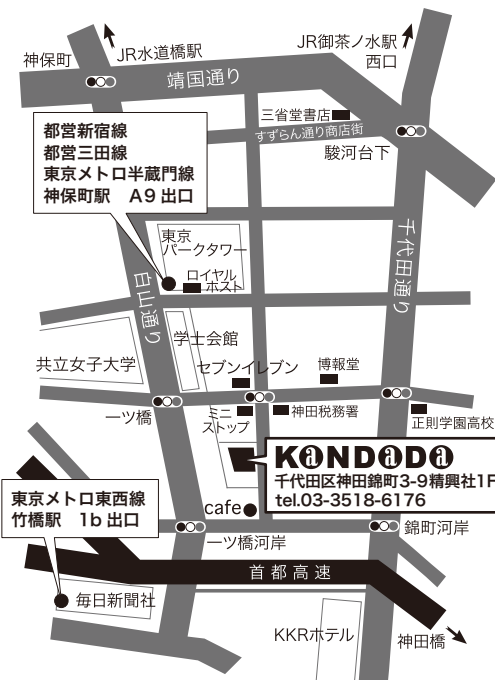 JR水道橋駅
JR御茶ノ水駅
西口
神保町
靖国通り
三省堂書店
すずらん通り商店街
駿河台下
都営新宿線
都営三田線
東京メトロ半蔵門線
神保町駅 A9出口
東京
パークタワー
ロイヤル
ホスト
千代田通り
白山通り
学士会館
共立女子大学
セブンイレブン
博報堂
一ツ橋
ミニ
ストップ
神田税務署
正則学園高校
KANDADA
千代田区神田錦町3-9精興社1F
tel.03-3518-6176
東京メトロ東西線
竹橋駅 1b出口
cafe
一ツ橋河岸
錦町河岸
首都高速
毎日新聞社
KKRホテル
神田橋